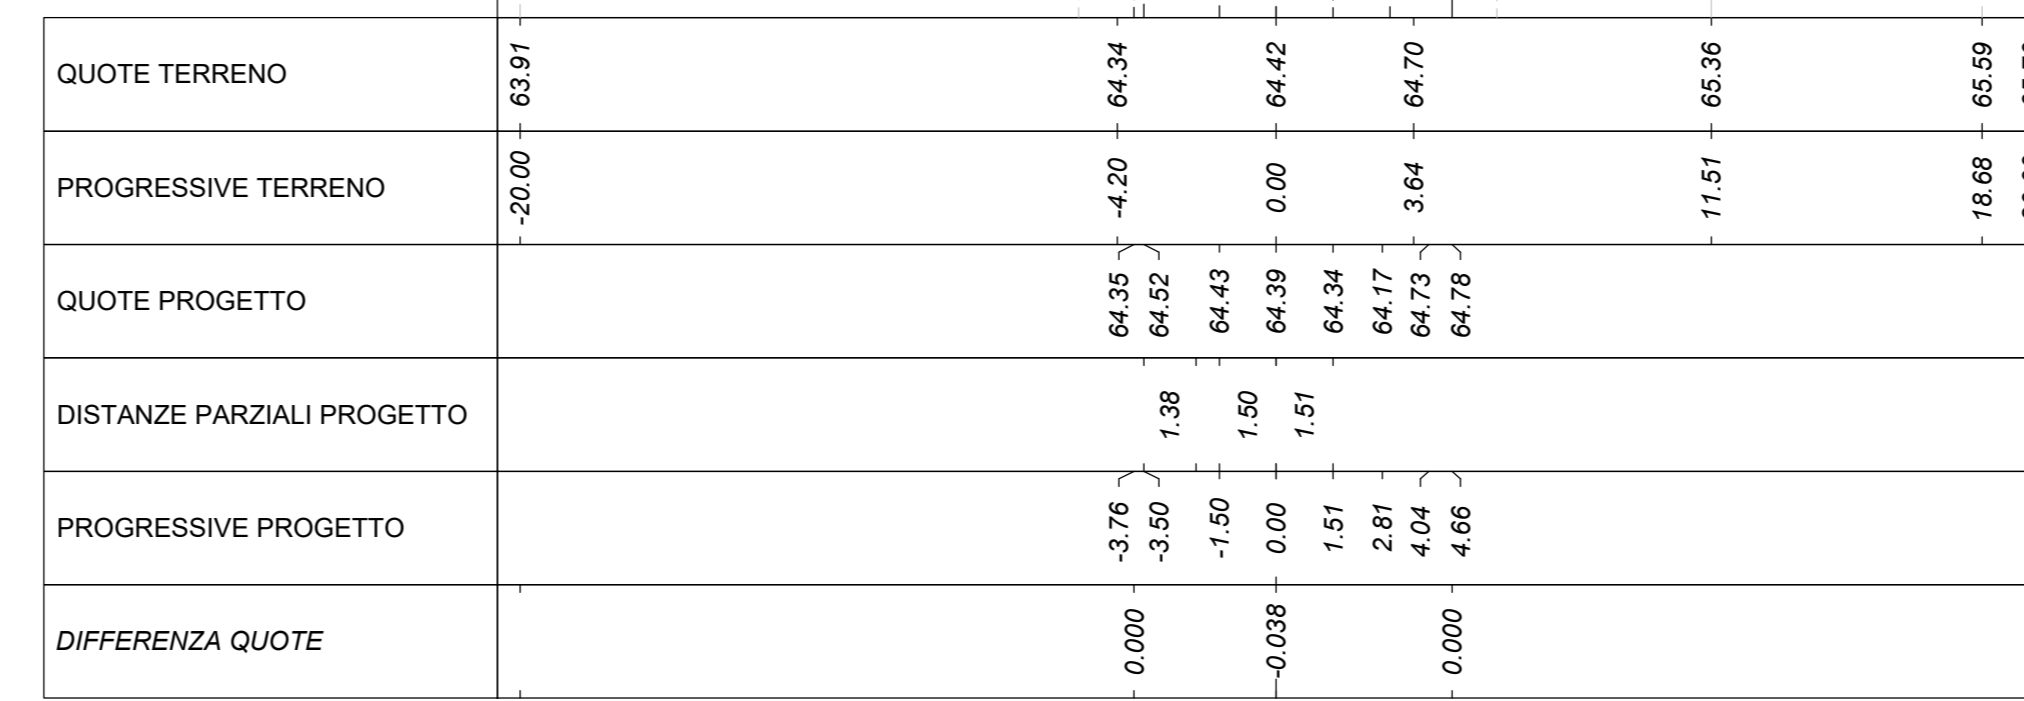 QUOTE TERRENO 63.91 64.34 64.42 64.70 65.36 65.59
PROGRESSIVE TERRENO -20.00 -4.20 0.00 3.64 11.51 18.68
QUOTE PROGETTO 64.35 64.52 64.43 64.39 64.34 64.17 64.73 64.78
DISTANZE PARZIALI PROGETTO 1.38 1.50 1.51
PROGRESSIVE PROGETTO -3.76 -3.50 -1.50 0.00 1.51 2.81 4.04 4.66
DIFFERENZA QUOTE 0.000 -0.038 0.000